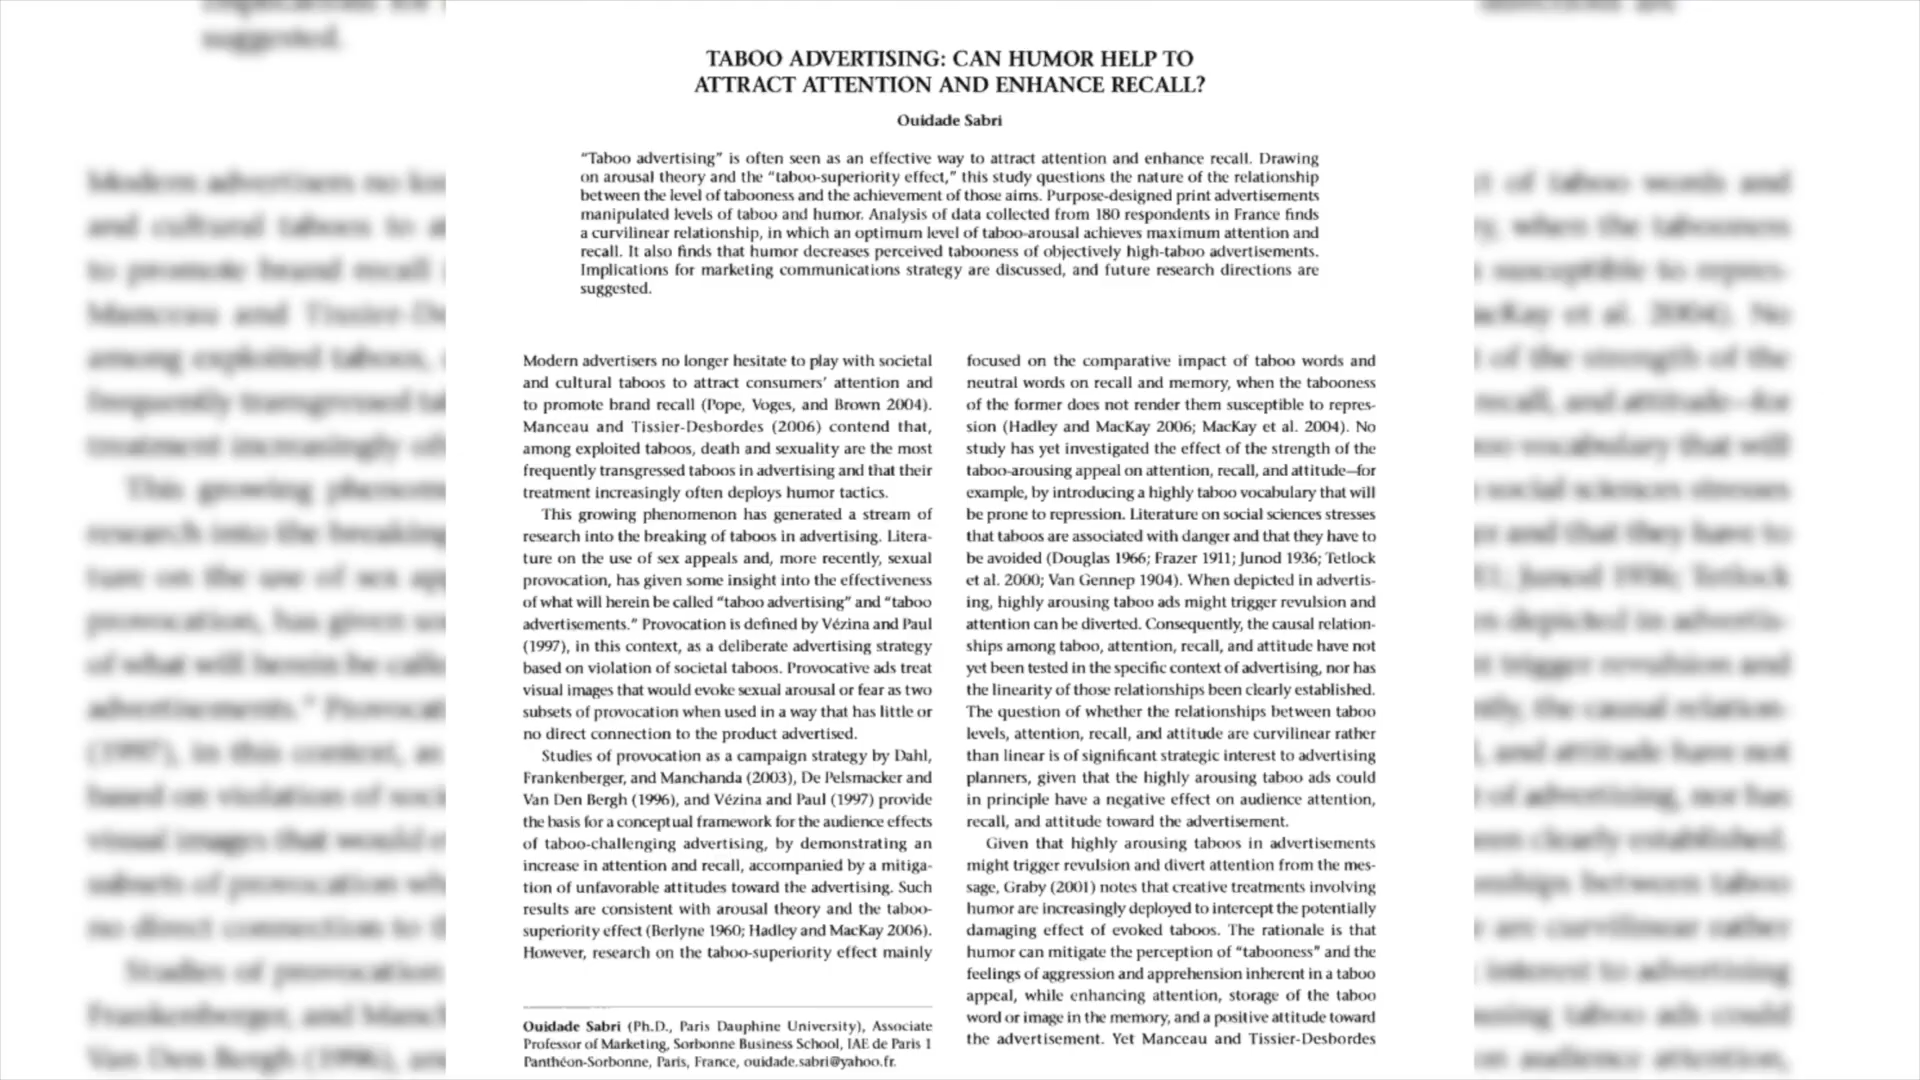 TABOO ADVERTISING: CAN HUMOR HELP TO
ATTRACT ATTENTION AND ENHANCE RECALL?
Ouidade Sabri
"Taboo advertising" is often seen as an effective way to attract attention and enhance recall. Drawing
on arousal theory and the "taboo-superiority effect," this study questions the nature of the relationship
between the level of tabooness and the achievement of those aims. Purpose-designed print advertisements
manipulated levels of taboo and humor. Analysis of data collected from 180 respondents in France finds
a curvilinear relationship, in which an optimum level of taboo-arousal achieves maximum attention and
recall. It also finds that humor decreases perceived tabooness of objectively high-taboo advertisements.
Implications for marketing communications strategy are discussed, and future research directions are
suggested.
Modern advertisers no longer hesitate to play with societal
and cultural taboos to attract consumers' attention and
to promote brand recall (Pope, Voges, and Brown 2004).
Manceau and Tissier-Desbordes (2006) contend that,
among exploited taboos, death and sexuality are the most
frequently transgressed taboos in advertising and that their
treatment increasingly often deploys humor tactics.
This growing phenomenon has generated a stream of
research into the breaking of taboos in advertising. Litera-
ture on the use of sex appeals and, more recently, sexual
provocation, has given some insight into the effectiveness
of what will herein be called "taboo advertising" and "taboo
advertisements." Provocation is defined by Vézina and Paul
(1997), in this context, as a deliberate advertising strategy
based on violation of societal taboos. Provocative ads treat
visual images that would evoke sexual arousal or fear as two
subsets of provocation when used in a way that has little or
no direct connection to the product advertised.
Studies of provocation as a campaign strategy by Dahl,
Frankenberger, and Manchanda (2003), De Pelsmacker and
Van Den Bergh (1996), and Vézina and Paul (1997) provide
the basis for a conceptual framework for the audience effects
of taboo-challenging advertising, by demonstrating an
increase in attention and recall, accompanied by a mitiga-
tion of unfavorable attitudes toward the advertising. Such
results are consistent with arousal theory and the taboo-
superiority effect (Berlyne 1960; Hadley and MacKay 2006).
However, research on the taboo-superiority effect mainly
Ouidade Sabri (Ph.D., Paris Dauphine University), Associate
Professor of Marketing, Sorbonne Business School, IAE de Paris 1
Panthéon-Sorbonne, Paris, France, ouidade.sabri@yahoo.fr.
focused on the comparative impact of taboo words and
neutral words on recall and memory, when the tabooness
of the former does not render them susceptible to repres-
sion (Hadley and MacKay 2006; MacKay et al. 2004). No
study has yet investigated the effect of the strength of the
taboo-arousing appeal on attention, recall, and attitude—for
example, by introducing a highly taboo vocabulary that will
be prone to repression. Literature on social sciences stresses
that taboos are associated with danger and that they have to
be avoided (Douglas 1966; Frazer 1911; Junod 1936; Tetlock
et al. 2000; Van Gennep 1904). When depicted in advertis-
ing, highly arousing taboo ads might trigger revulsion and
attention can be diverted. Consequently, the causal relation-
ships among taboo, attention, recall, and attitude have not
yet been tested in the specific context of advertising, nor has
the linearity of those relationships been clearly established.
The question of whether the relationships between taboo
levels, attention, recall, and attitude are curvilinear rather
than linear is of significant strategic interest to advertising
planners, given that the highly arousing taboo ads could
in principle have a negative effect on audience attention,
recall, and attitude toward the advertisement.
Given that highly arousing taboos in advertisements
might trigger revulsion and divert attention from the mes-
sage, Graby (2001) notes that creative treatments involving
humor are increasingly deployed to intercept the potentially
damaging effect of evoked taboos. The rationale is that
humor can mitigate the perception of "tabooness" and the
feelings of aggression and apprehension inherent in a taboo
appeal, while enhancing attention, storage of the taboo
word or image in the memory, and a positive attitude toward
the advertisement. Yet Manceau and Tissier-Desbordes